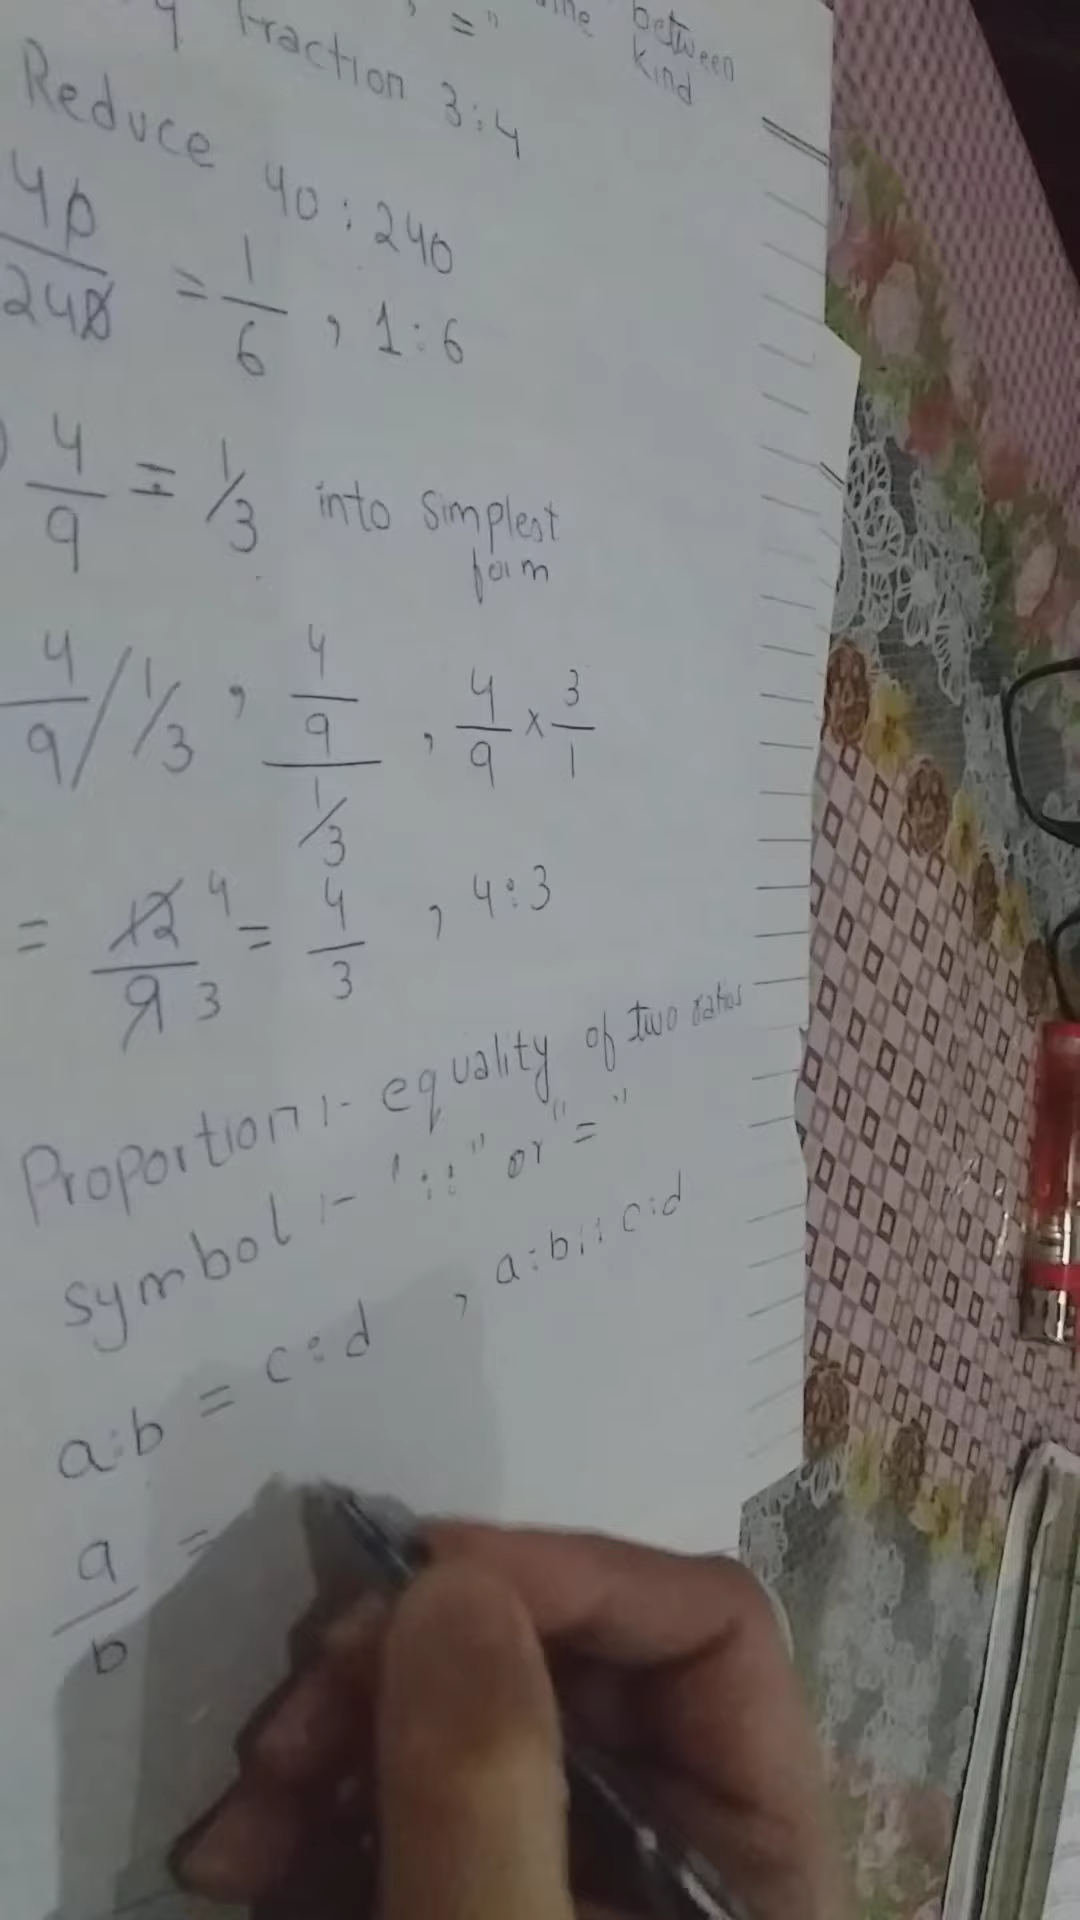 "=" between
kind
Fraction 3:4
Reduce 40:240
40/240 = 1/6 , 1:6
4/9 = 1/3 into simplest
form
4/9 / 1/3 , 4/9 / 1/3 , 4/9 x 3/1
= 12/9 4 3 = 4/3 , 4:3
Proportion :- equality of two ratios
symbol :- "::" or "="
a:b = c:d , a:b::c:d
a/b =